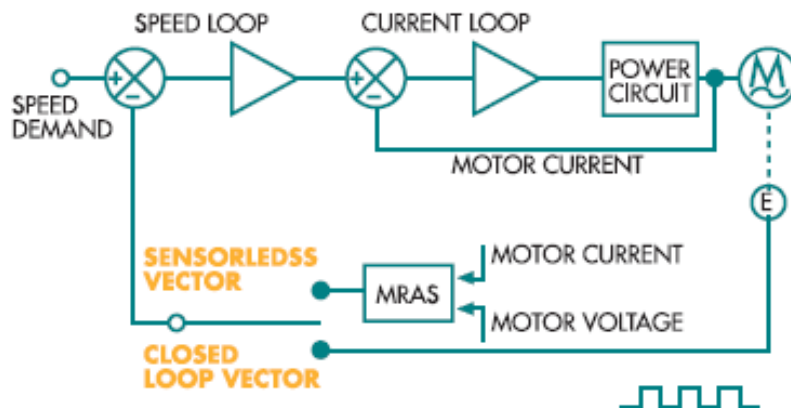 SPEED LOOP
CURRENT LOOP
+
−
+
−
POWER
CIRCUIT
M
SPEED
DEMAND
MOTOR CURRENT
E
SENSORLEDSS
VECTOR
MRAS
MOTOR CURRENT
MOTOR VOLTAGE
CLOSED
LOOP VECTOR